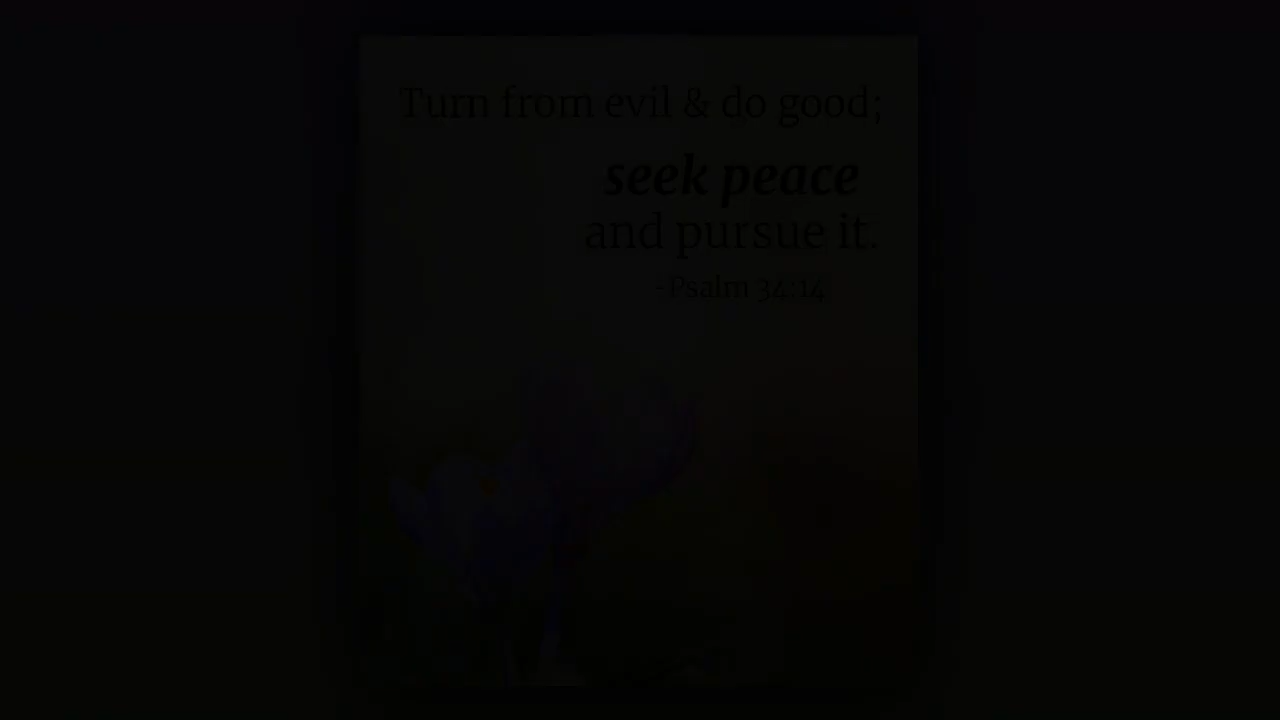 Turn from evil & do good;
seek peace
and pursue it.
-Psalm 34:14